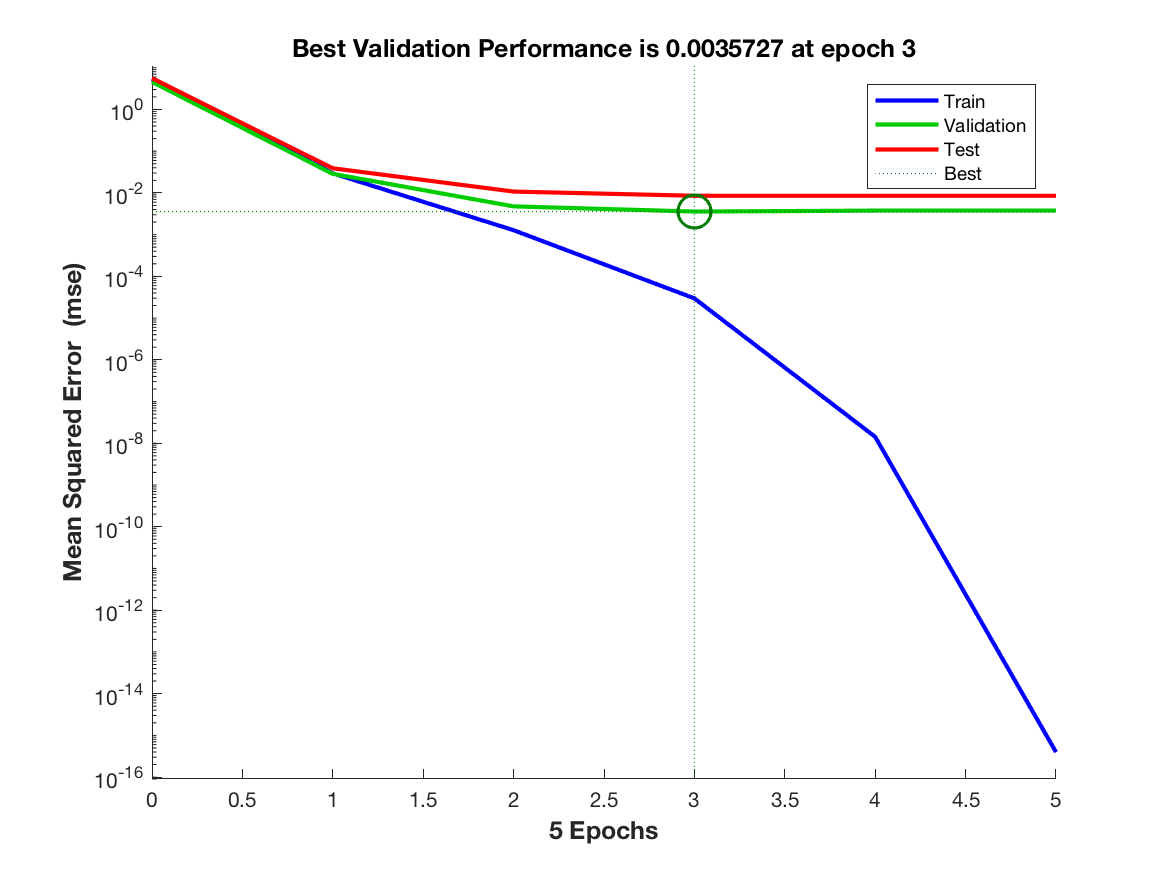 Best Validation Performance is 0.0035727 at epoch 3
Train
Validation
Test
Best
Mean Squared Error  (mse)
10^0
10^-2
10^-4
10^-6
10^-8
10^-10
10^-12
10^-14
10^-16
0 0.5 1 1.5 2 2.5 3 3.5 4 4.5 5
5 Epochs